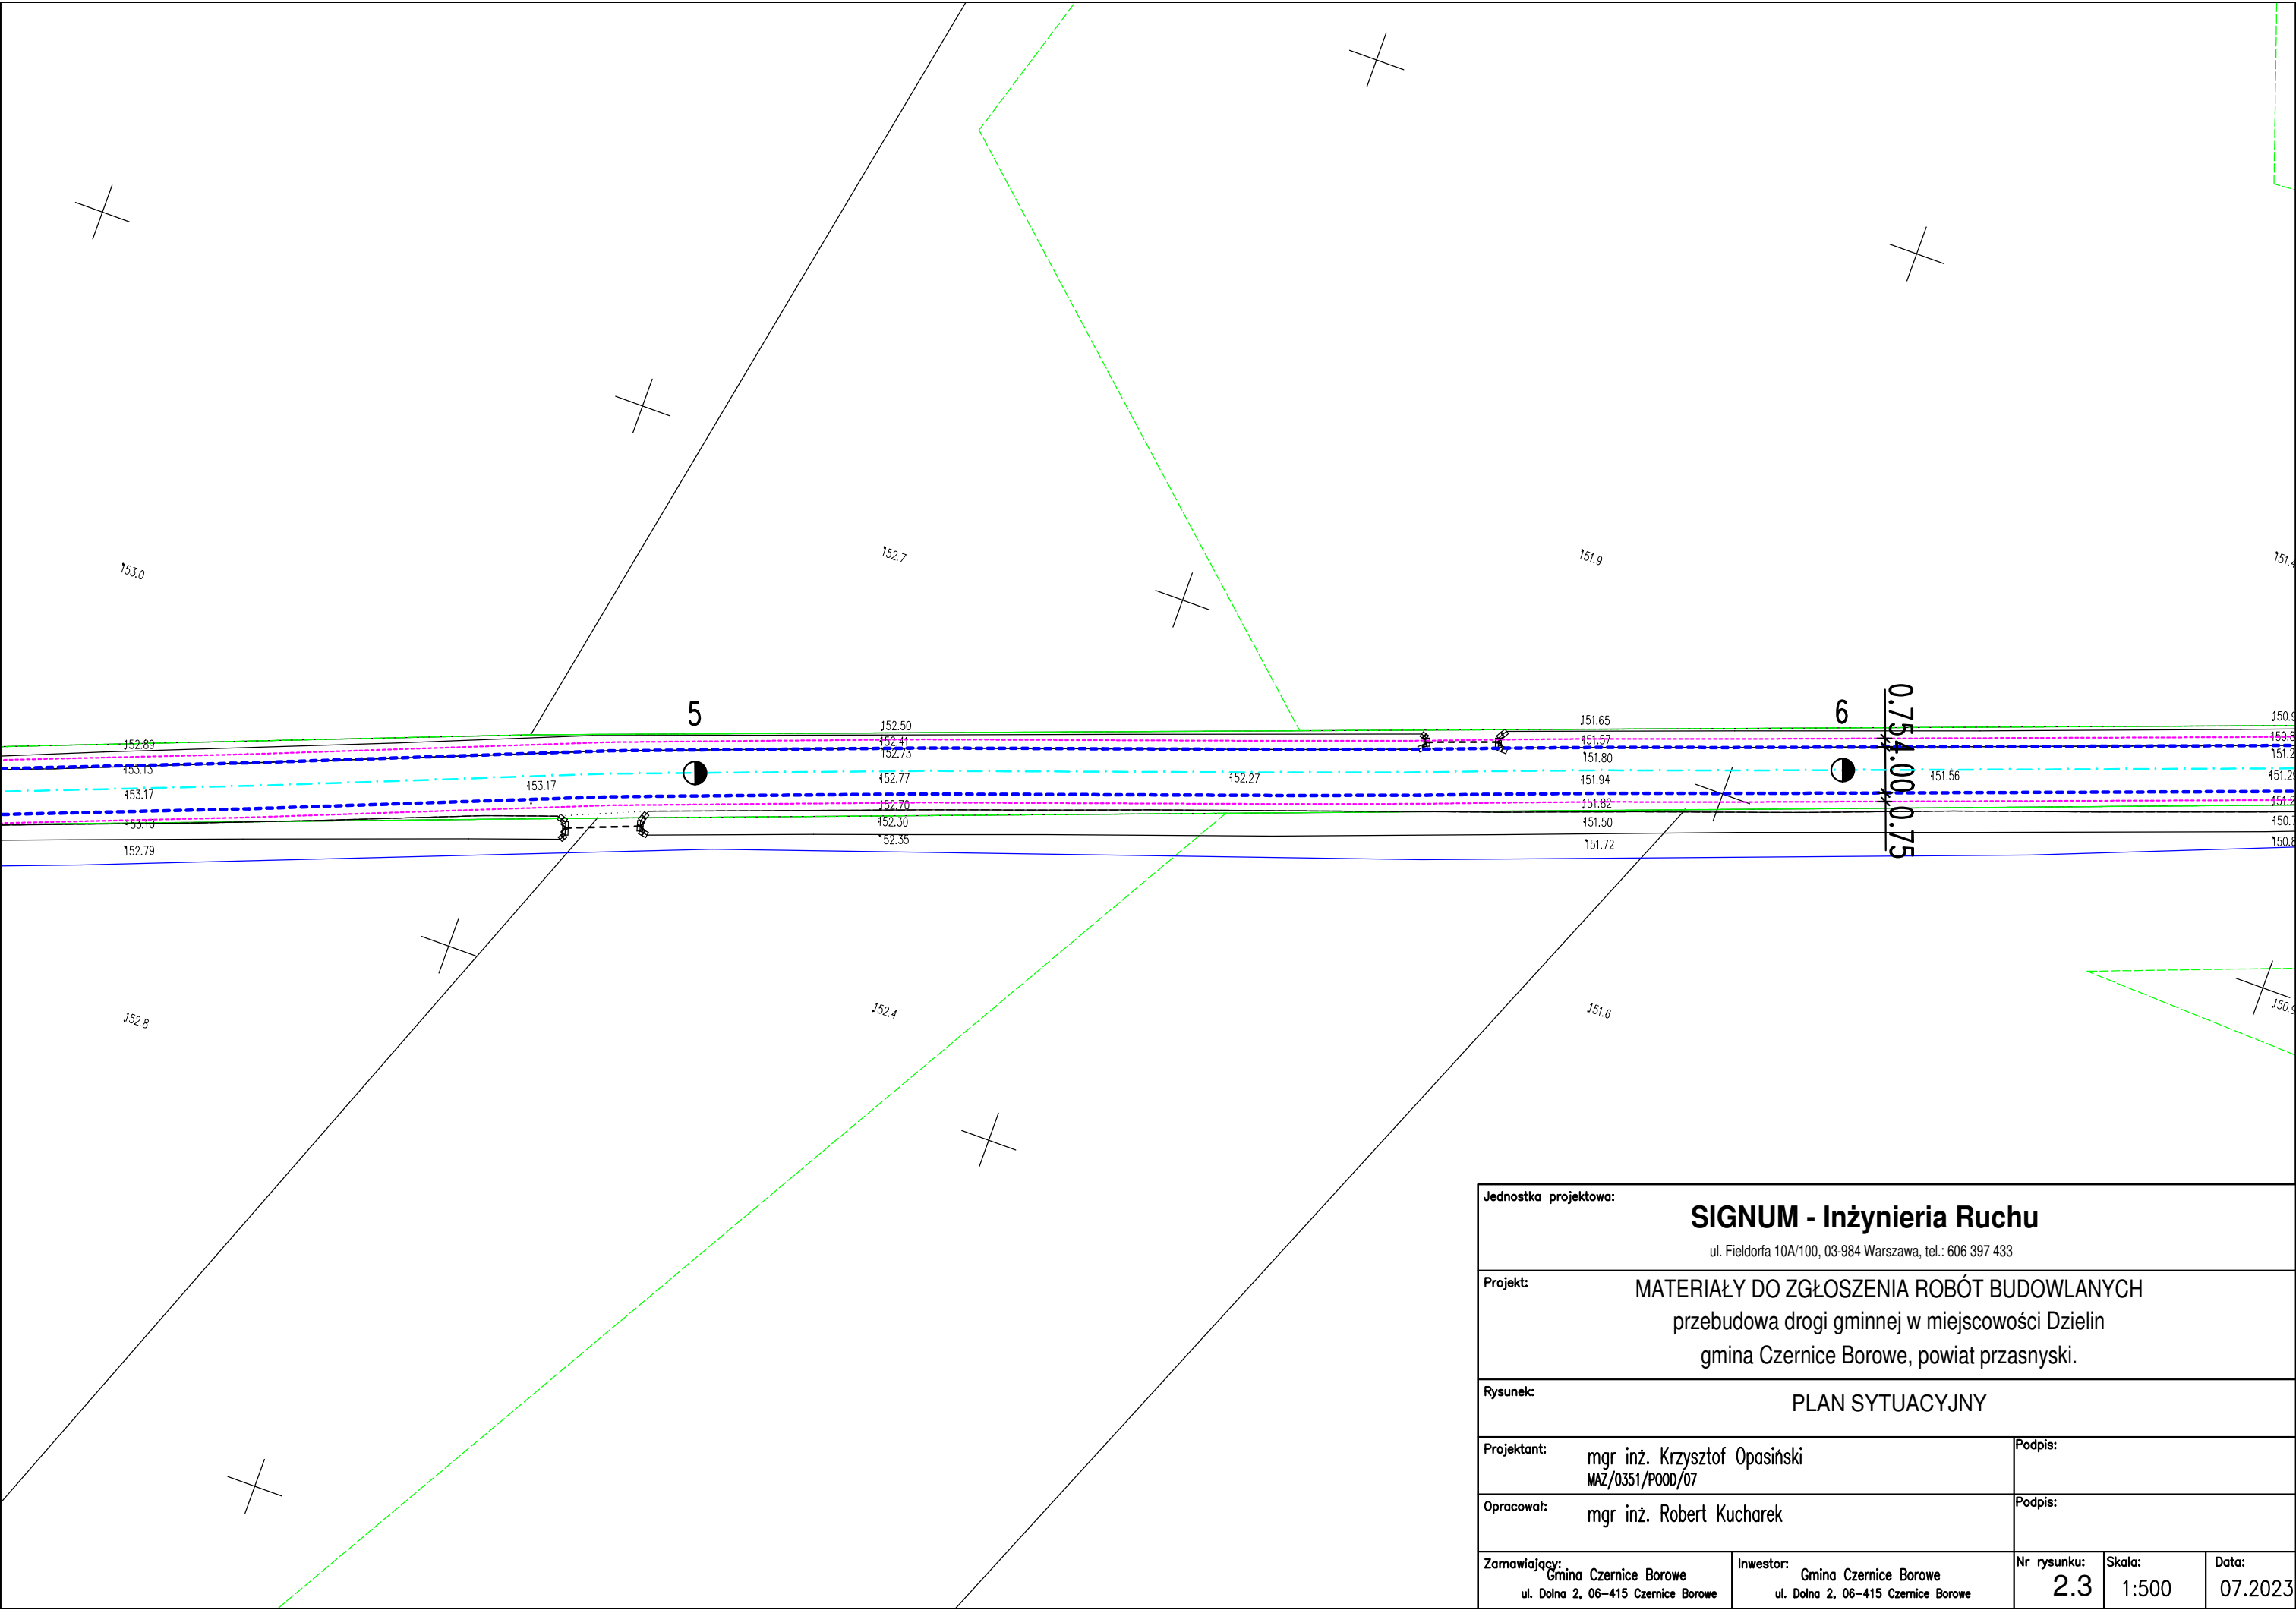 153.0
152.7
151.9
5
6
0.75
4.00
0.75
152.89
153.13
153.17
153.10
152.79
153.17
152.50
152.41
152.73
152.77
152.70
152.30
152.35
152.27
151.65
151.57
151.80
151.94
151.82
151.50
151.72
151.56
151.29
152.8
152.4
151.6
Jednostka projektowa:
SIGNUM - Inżynieria Ruchu
ul. Fieldorfa 10A/100, 03-984 Warszawa, tel.: 606 397 433
Projekt:
MATERIAŁY DO ZGŁOSZENIA ROBÓT BUDOWLANYCH
przebudowa drogi gminnej w miejscowości Dzielin
gmina Czernice Borowe, powiat przasnyski.
Rysunek:
PLAN SYTUACYJNY
Projektant:
mgr inż. Krzysztof Opasiński
MAZ/0351/POOD/07
Podpis:
Opracował:
mgr inż. Robert Kucharek
Podpis:
Zamawiający:
Gmina Czernice Borowe
ul. Dolna 2, 06-415 Czernice Borowe
Inwestor:
Gmina Czernice Borowe
ul. Dolna 2, 06-415 Czernice Borowe
Nr rysunku:
2.3
Skala:
1:500
Data:
07.2023